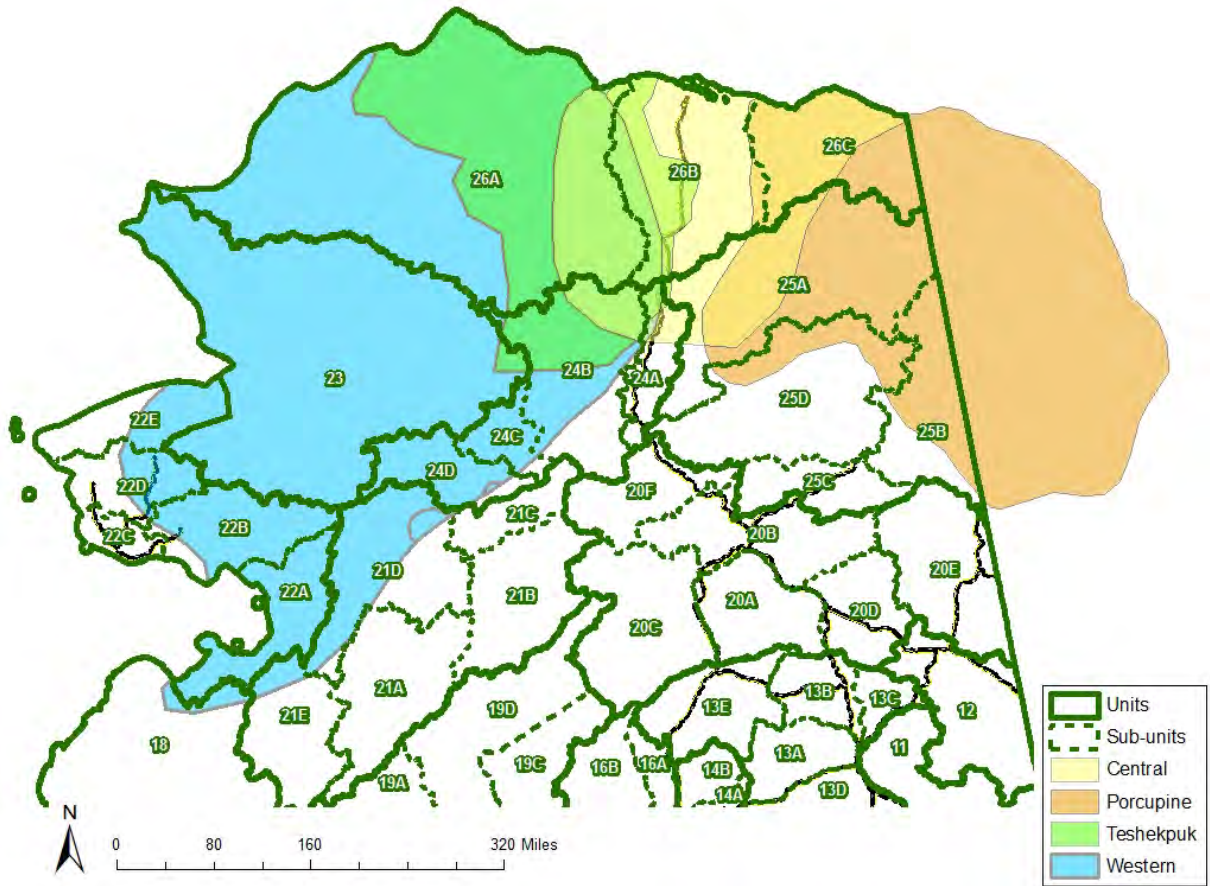 26A
26B
26C
25A
23
24B
24A
22E
25D
25B
24C
24D
22D
20F
25C
22B
21C
22C
20B
21D
22A
21B
20E
20A
20D
20C
21A
13B
13C
19D
13E
12
21E
18
13A
11
19C
16B
16A
14B
19A
13D
14A
Units
Sub-units
Central
Porcupine
Teshekpuk
Western
N
0 80 160 320 Miles